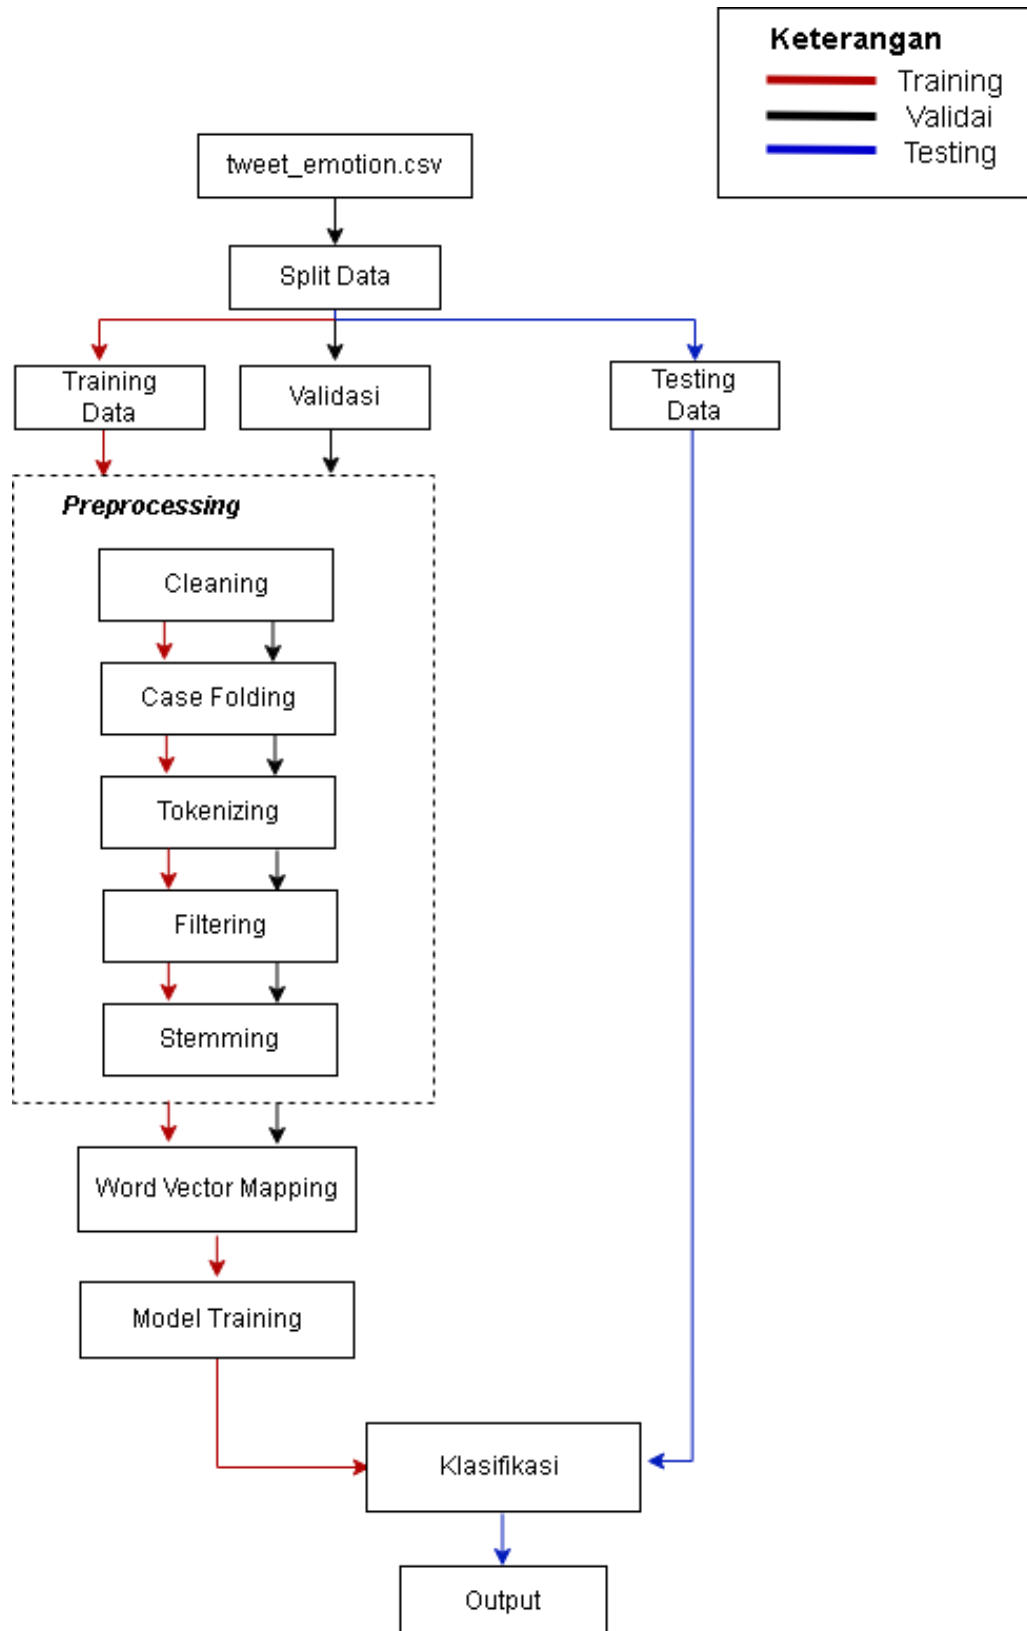 Keterangan
Training
Validai
Testing
tweet_emotion.csv
Split Data
Training
Data
Validasi
Testing
Data
Preprocessing
Cleaning
Case Folding
Tokenizing
Filtering
Stemming
Word Vector Mapping
Model Training
Klasifikasi
Output